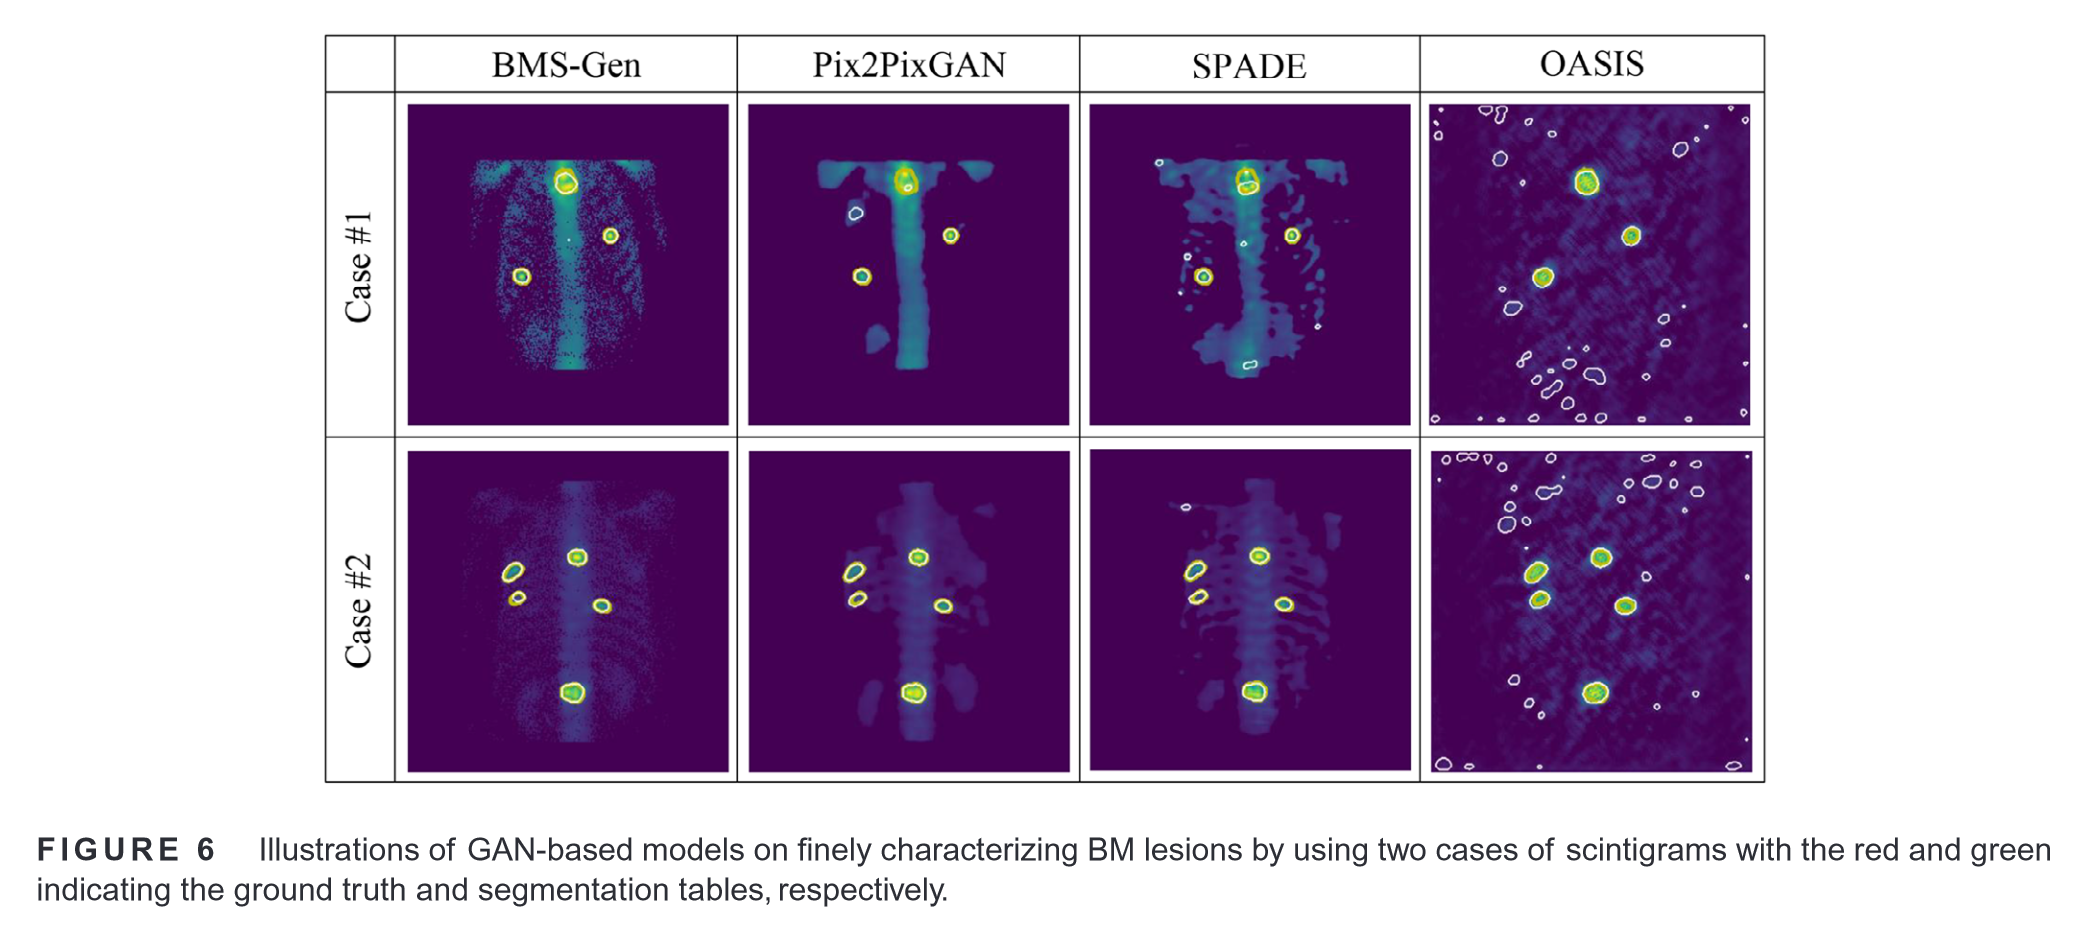 BMS-Gen Pix2PixGAN SPADE OASIS
Case #1
Case #2
FIGURE 6 Illustrations of GAN-based models on finely characterizing BM lesions by using two cases of scintigrams with the red and green
indicating the ground truth and segmentation tables, respectively.